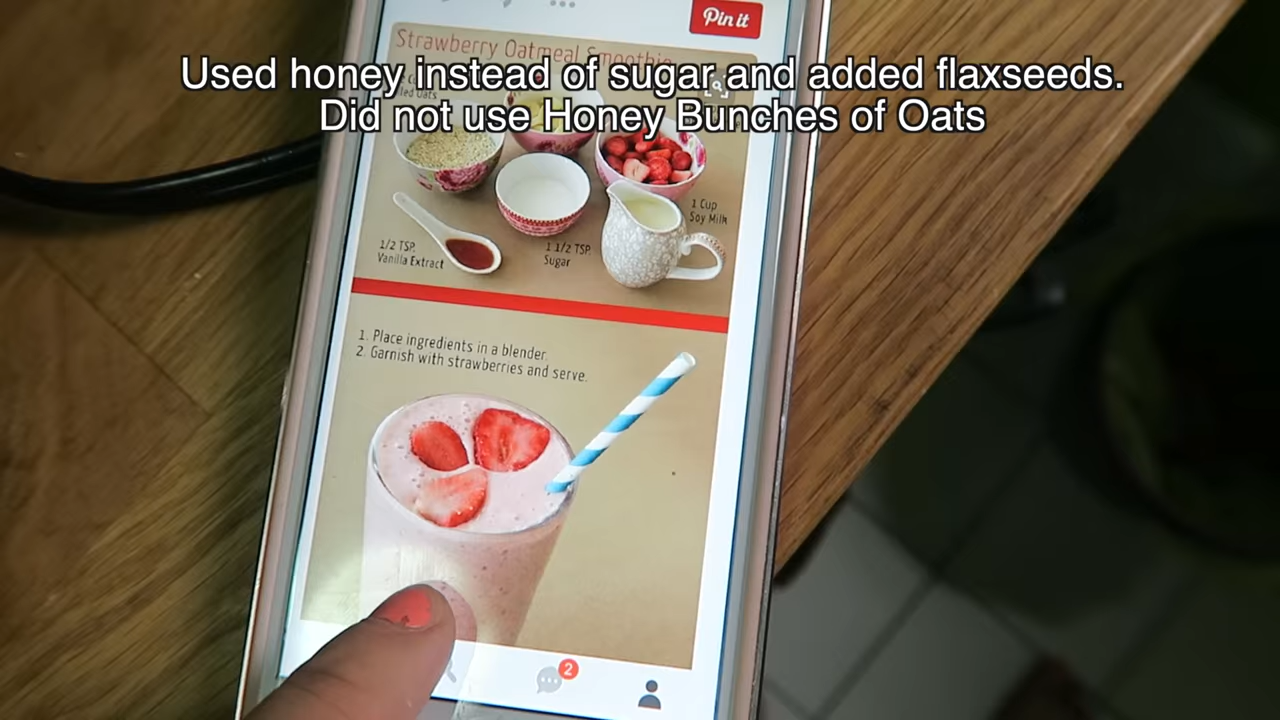 Pin it
Strawberry Oatmeal Smoothie
Used honey instead of sugar and added flaxseeds.
Did not use Honey Bunches of Oats
1 Cup
Soy Milk
1/2 TSP.
Vanilla Extract
1 1/2 TSP.
Sugar
1. Place ingredients in a blender.
2. Garnish with strawberries and serve.
2